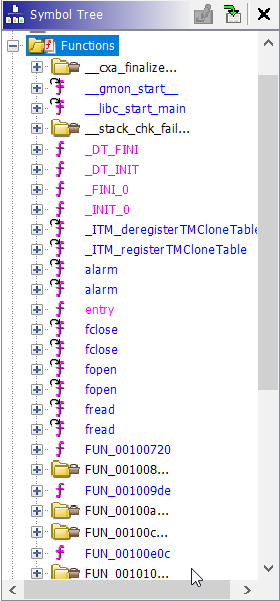 Symbol Tree
Functions
__cxa_finalize...
__gmon_start__
__libc_start_main
__stack_chk_fail...
_DT_FINI
_DT_INIT
_FINI_0
_INIT_0
_ITM_deregisterTMCloneTable
_ITM_registerTMCloneTable
alarm
alarm
entry
fclose
fclose
fopen
fopen
fread
fread
FUN_00100720
FUN_001008...
FUN_001009de
FUN_00100a...
FUN_00100c...
FUN_00100e0c
FUN_001010...